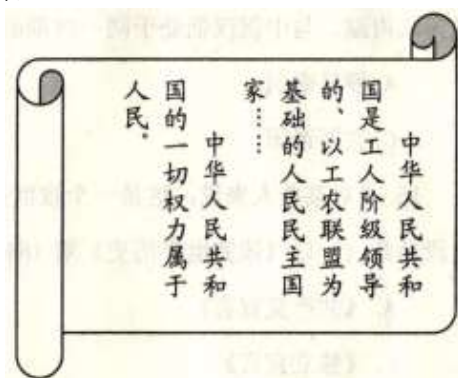 中华人民共和
国是工人阶级领导
的、以工农联盟为
基础的人民民主国
家……
中华人民共和
国的一切权力属于
人民。